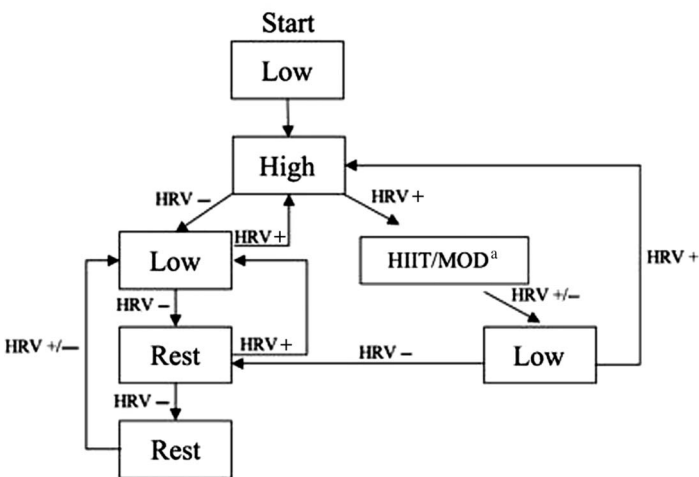 Start
Low
High
HRV –
HRV+
Low
HRV+
HIIT/MODᵃ
HRV +
HRV –
HRV +/–
HRV +/–
Rest
HRV+
HRV –
Low
HRV –
Rest